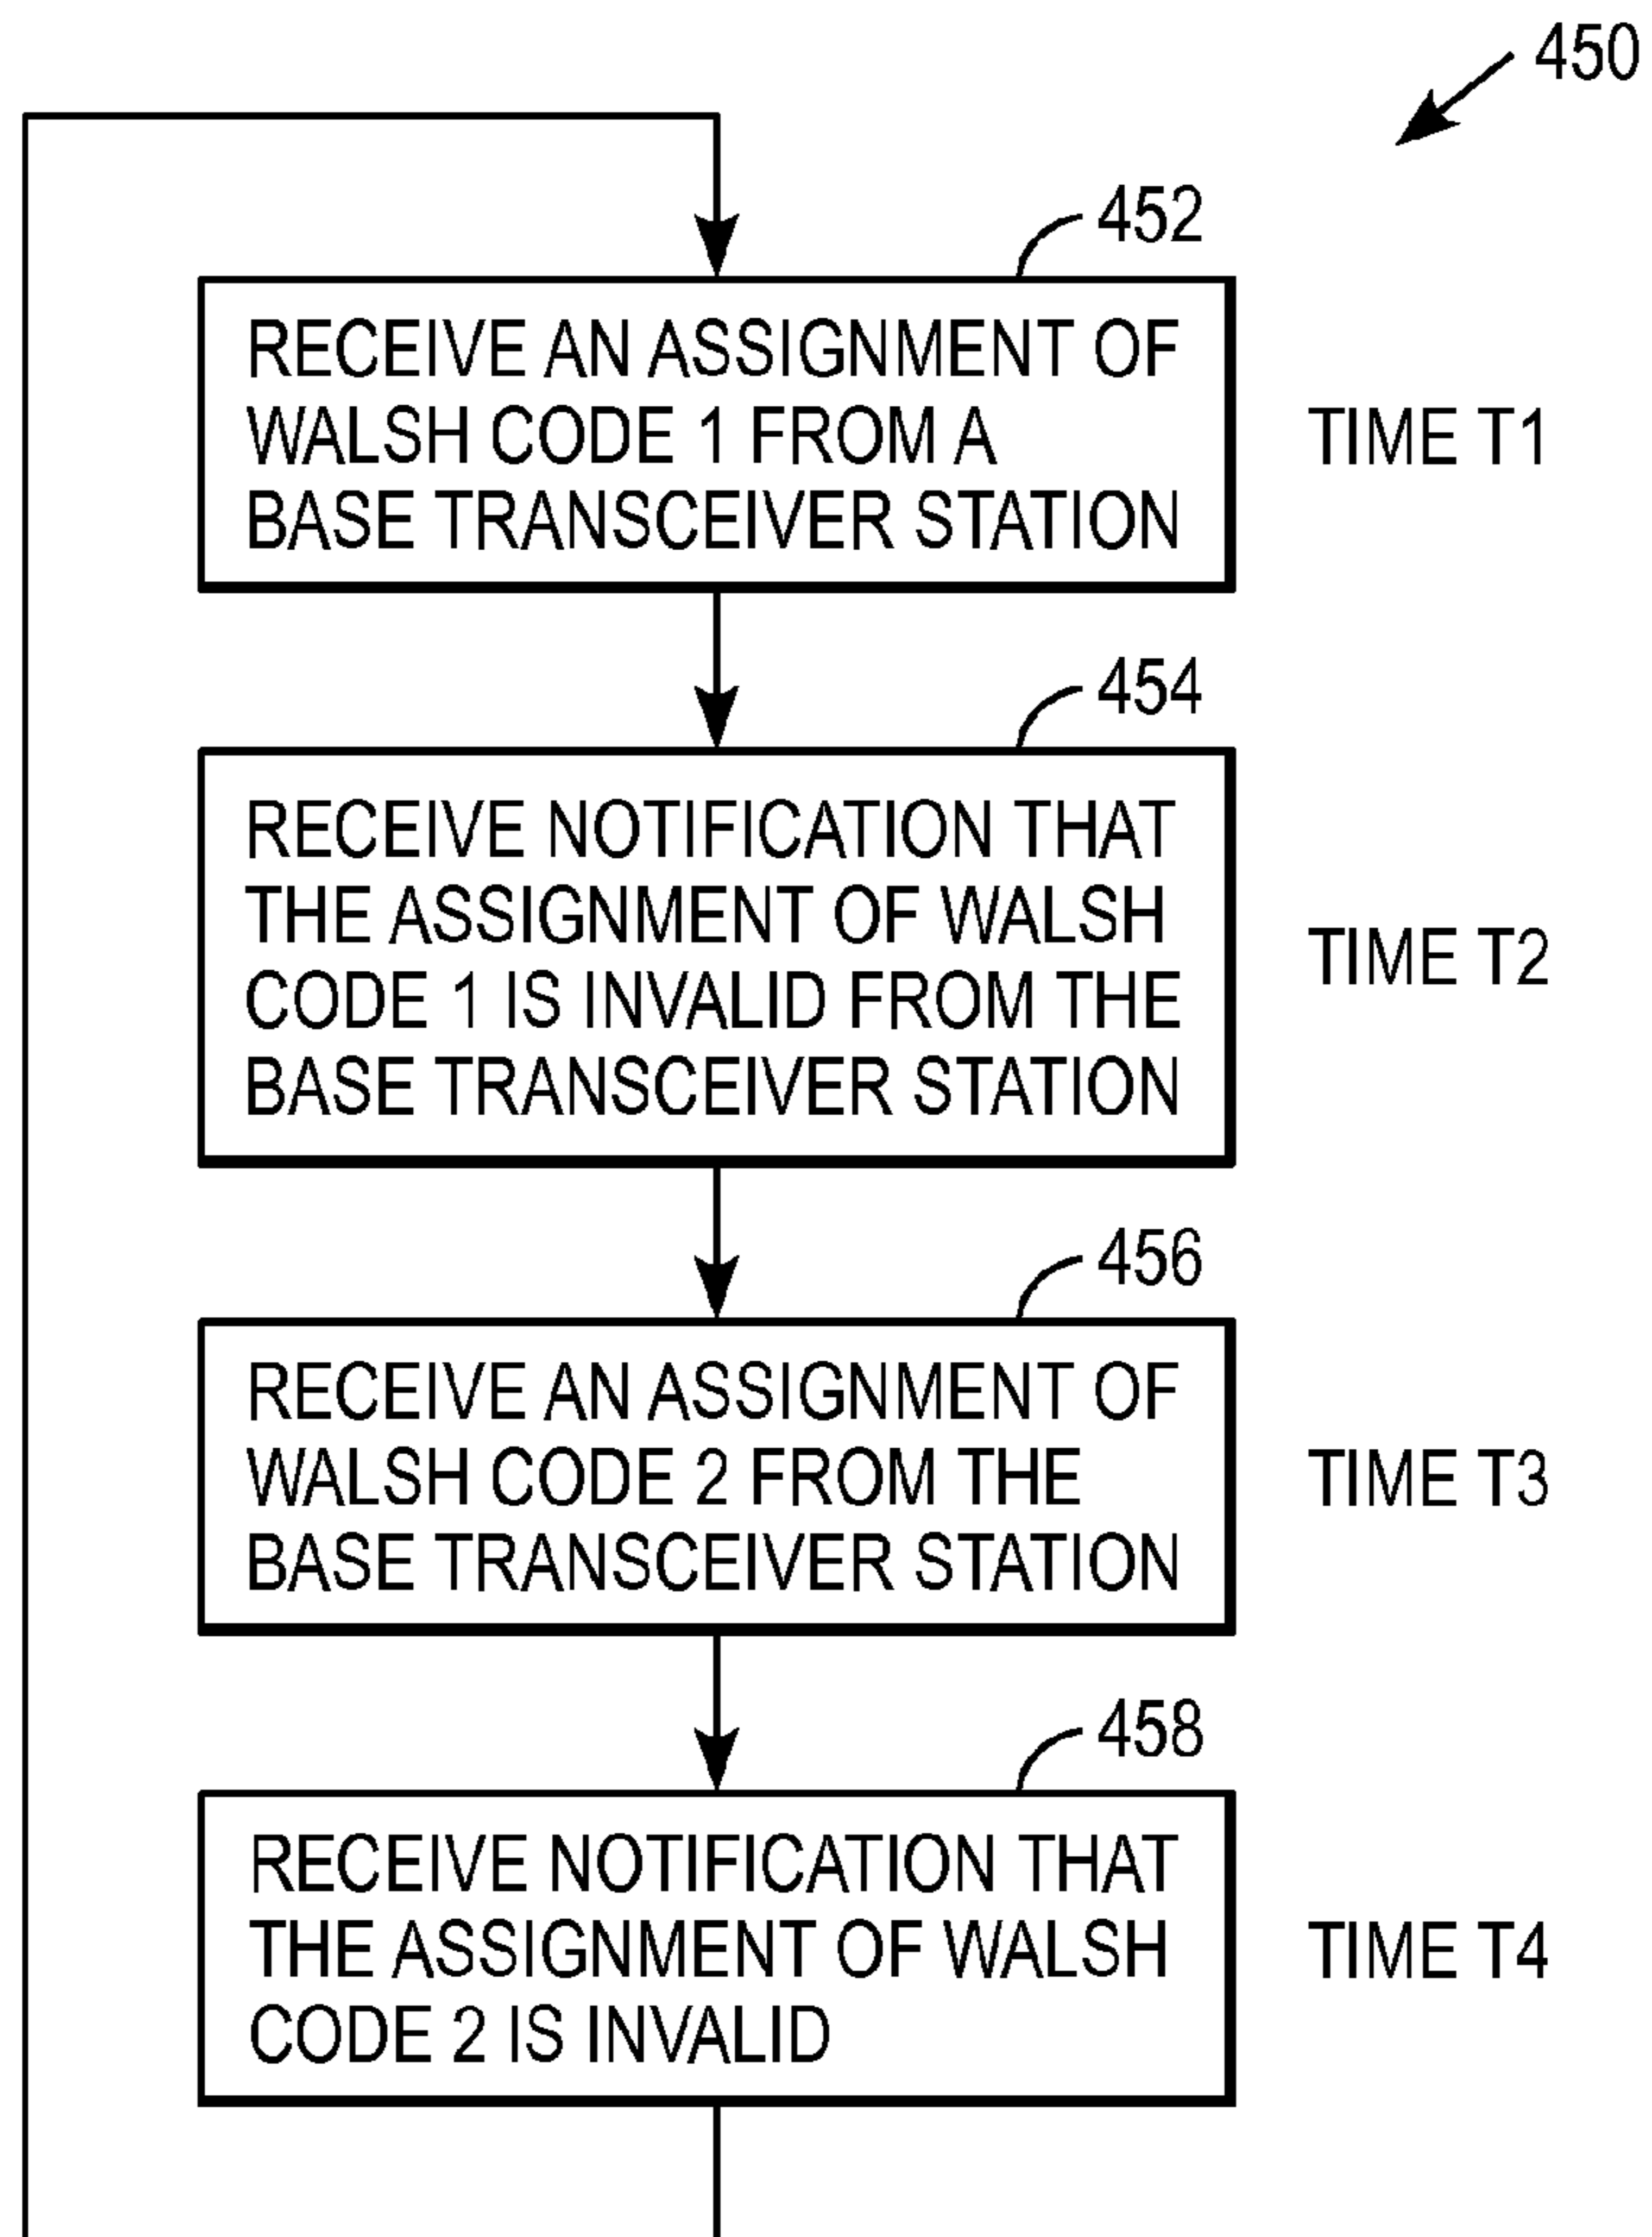 450
452
RECEIVE AN ASSIGNMENT OF
WALSH CODE 1 FROM A
BASE TRANSCEIVER STATION
TIME T1
454
RECEIVE NOTIFICATION THAT
THE ASSIGNMENT OF WALSH
CODE 1 IS INVALID FROM THE
BASE TRANSCEIVER STATION
TIME T2
456
RECEIVE AN ASSIGNMENT OF
WALSH CODE 2 FROM THE
BASE TRANSCEIVER STATION
TIME T3
458
RECEIVE NOTIFICATION THAT
THE ASSIGNMENT OF WALSH
CODE 2 IS INVALID
TIME T4